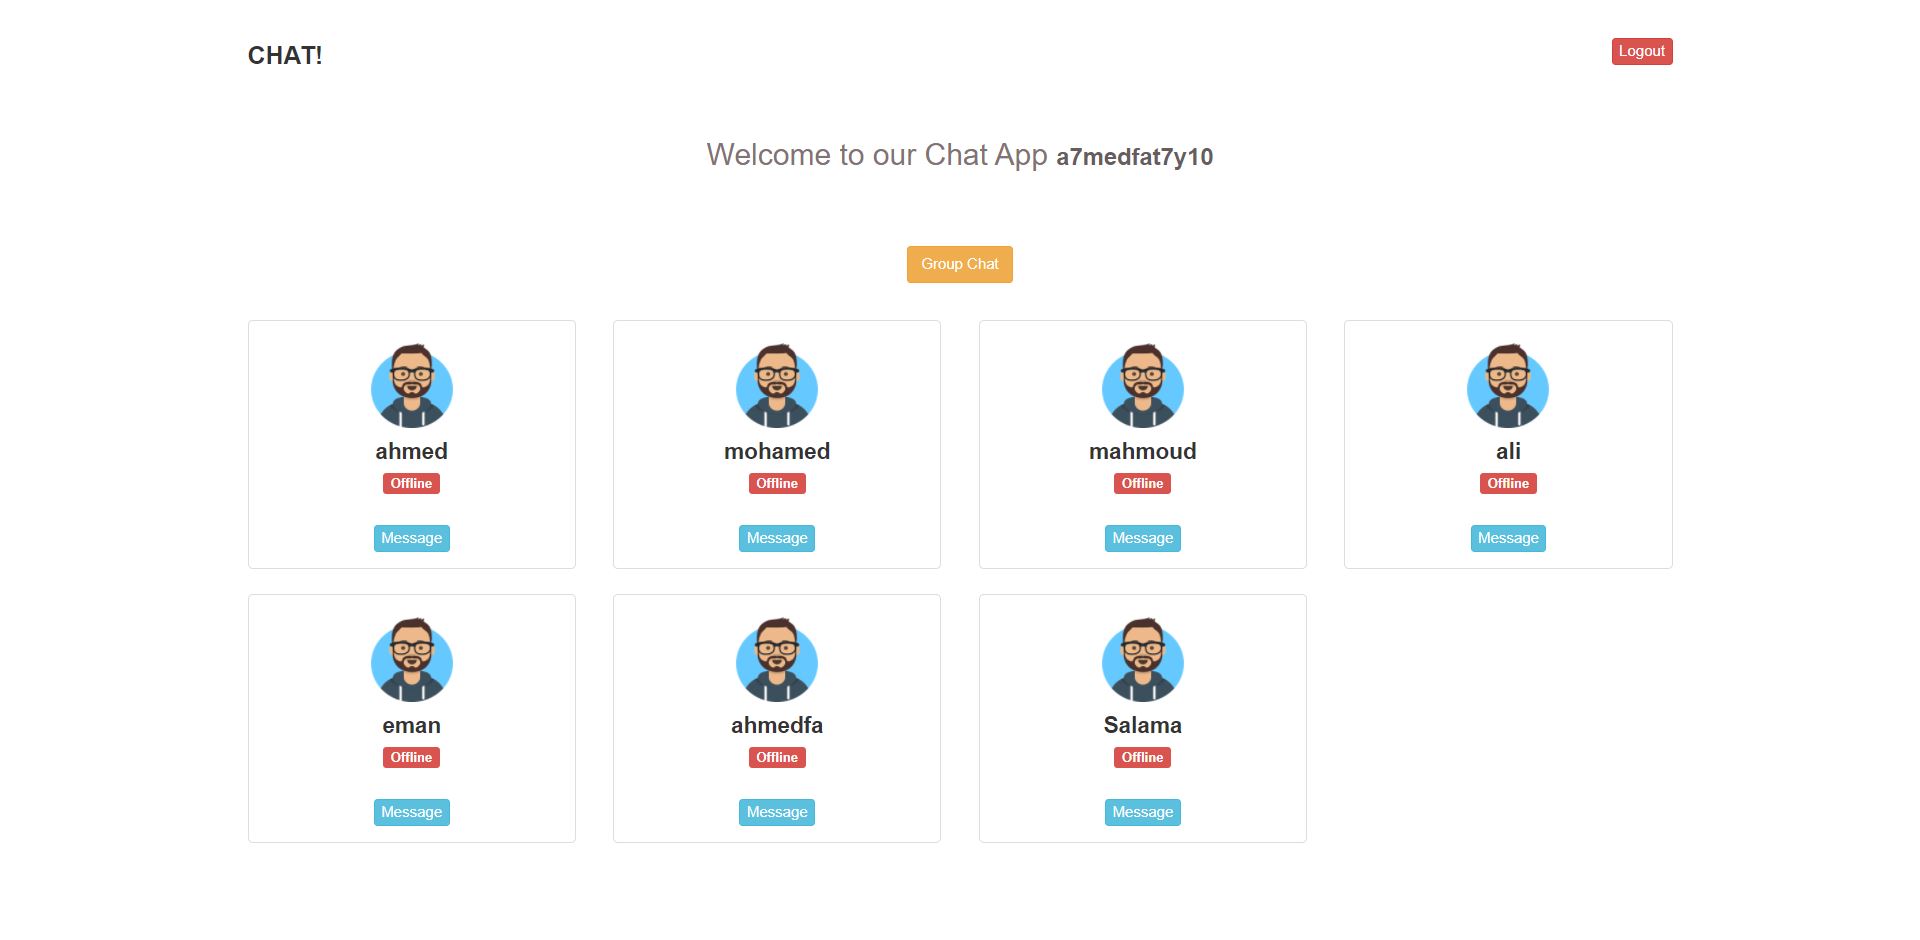 CHAT!
Logout
Welcome to our Chat App a7medfat7y10
Group Chat
ahmed
Offline
Message
mohamed
Offline
Message
mahmoud
Offline
Message
ali
Offline
Message
eman
Offline
Message
ahmedfa
Offline
Message
Salama
Offline
Message